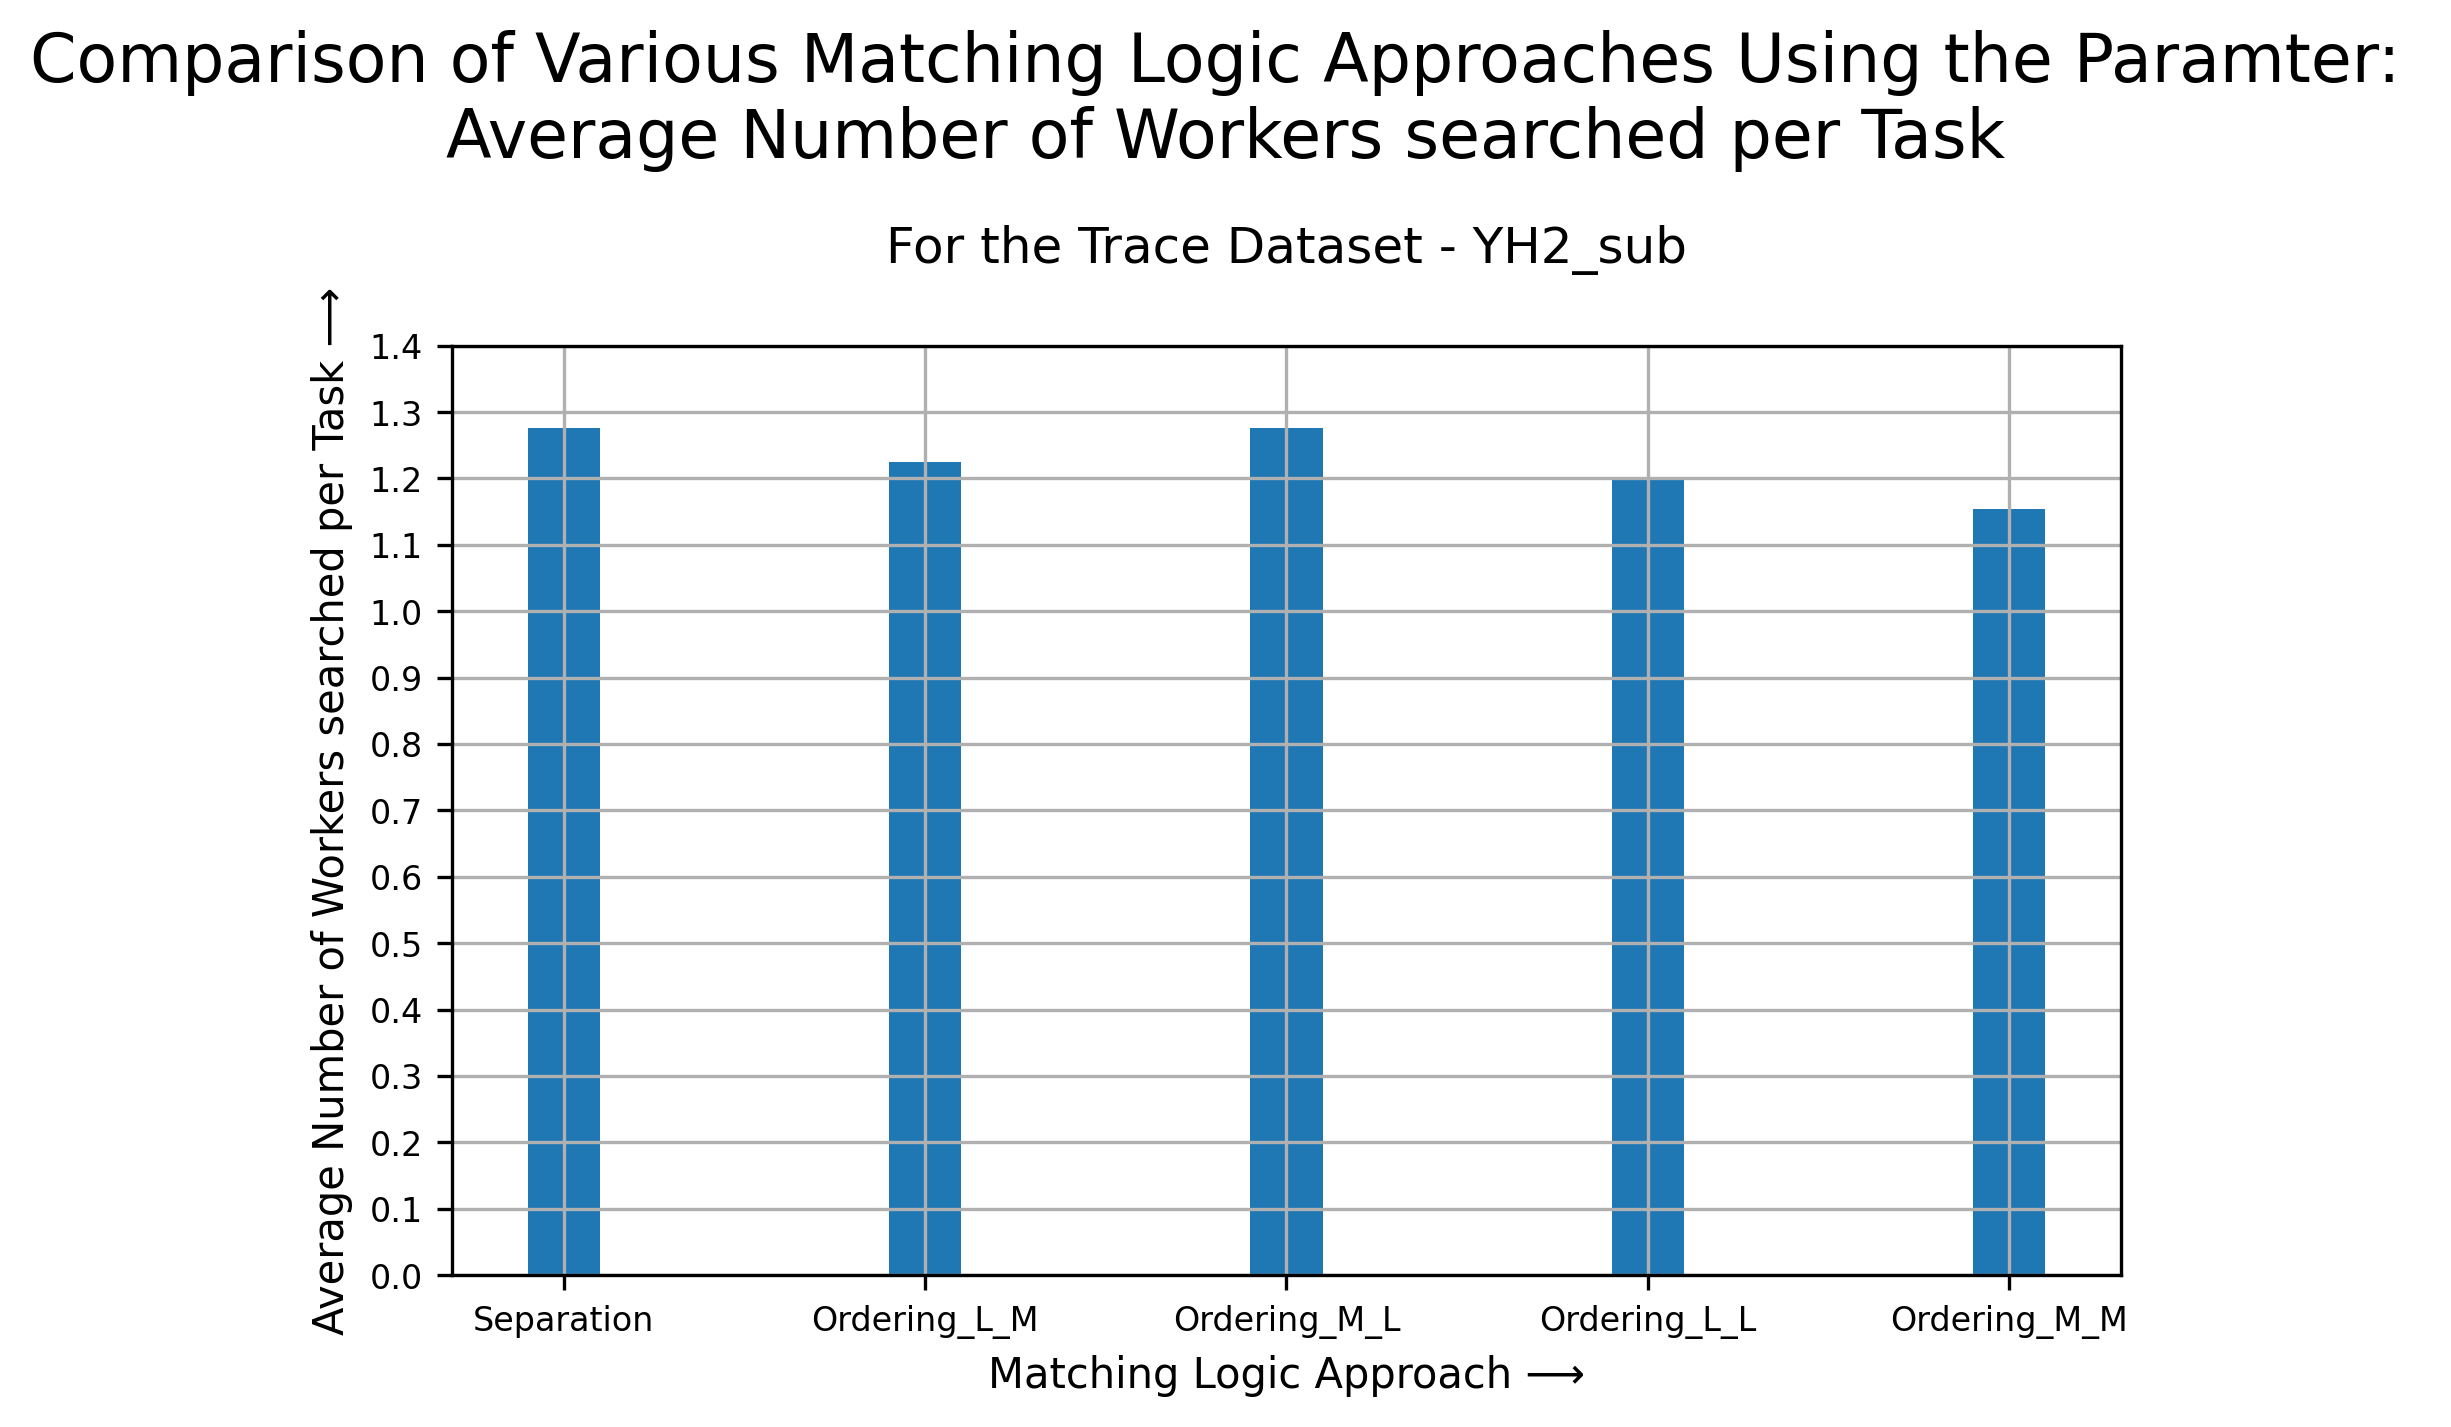 Comparison of Various Matching Logic Approaches Using the Paramter:
Average Number of Workers searched per Task
For the Trace Dataset - YH2_sub
Average Number of Workers searched per Task ⟶
1.4
1.3
1.2
1.1
1.0
0.9
0.8
0.7
0.6
0.5
0.4
0.3
0.2
0.1
0.0
Separation Ordering_L_M Ordering_M_L Ordering_L_L Ordering_M_M
Matching Logic Approach ⟶